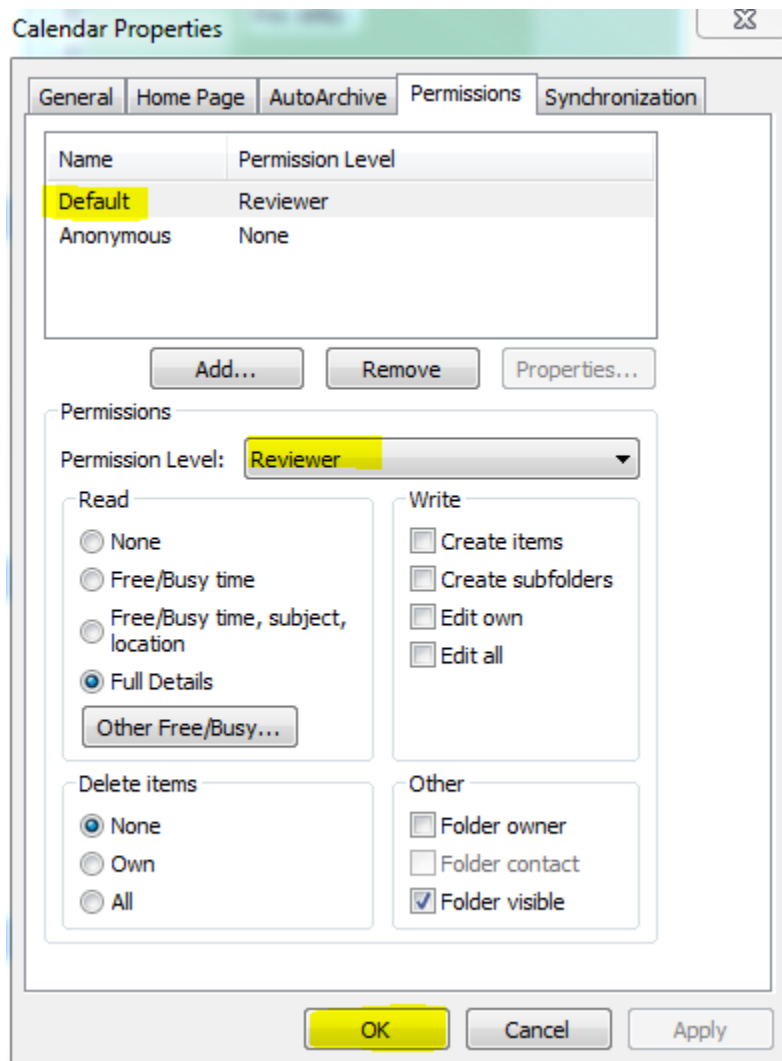 Calendar Properties
General Home Page AutoArchive Permissions Synchronization
Name Permission Level
Default Reviewer
Anonymous None
Add... Remove Properties...
Permissions
Permission Level: Reviewer
Read
None
Free/Busy time
Free/Busy time, subject,
location
Full Details
Other Free/Busy...
Write
Create items
Create subfolders
Edit own
Edit all
Delete items
None
Own
All
Other
Folder owner
Folder contact
Folder visible
OK Cancel Apply